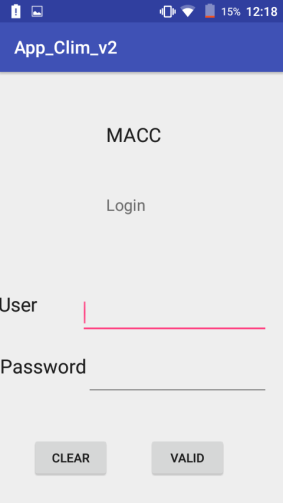 15% 12:18
App_Clim_v2
MACC
Login
User
Password
CLEAR VALID